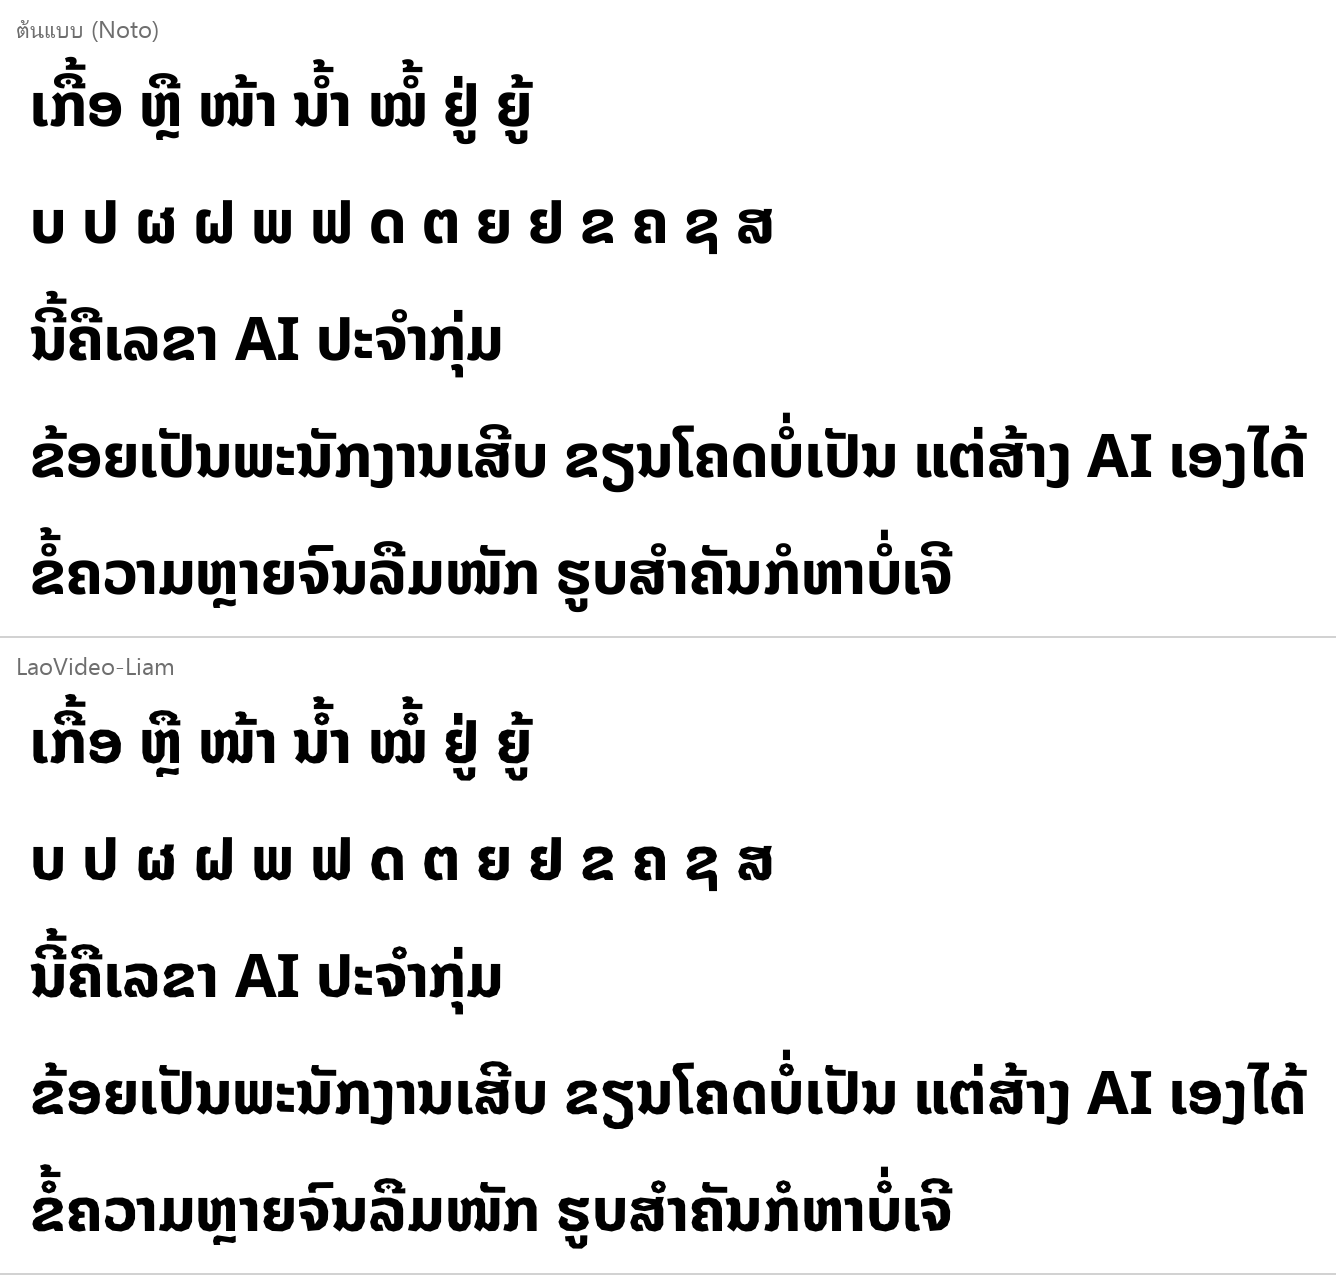 ต้นแบบ (Noto)
ເກື້ອ ຫຼື ໜ້າ ນ້ຳ ໝໍ້ ຢູ່ ຍູ້
ບ ປ ຜ ຝ ພ ຟ ດ ຕ ຍ ຢ ຂ ຄ ຊ ສ
ນີ້ຄືເລຂາ AI ປະຈຳກຸ່ມ
ຂ້ອຍເປັນພະນັກງານເສີບ ຂຽນໂຄດບໍ່ເປັນ ແຕ່ສ້າງ AI ເອງໄດ້
ຂໍ້ຄວາມຫຼາຍຈົນລືມໜັກ ຮູບສຳຄັນກໍຫາບໍ່ເຈີ
LaoVideo-Liam
ເກື້ອ ຫຼື ໜ້າ ນ້ຳ ໝໍ້ ຢູ່ ຍູ້
ບ ປ ຜ ຝ ພ ຟ ດ ຕ ຍ ຢ ຂ ຄ ຊ ສ
ນີ້ຄືເລຂາ AI ປະຈຳກຸ່ມ
ຂ້ອຍເປັນພະນັກງານເສີບ ຂຽນໂຄດບໍ່ເປັນ ແຕ່ສ້າງ AI ເອງໄດ້
ຂໍ້ຄວາມຫຼາຍຈົນລືມໜັກ ຮູບສຳຄັນກໍຫາບໍ່ເຈີ